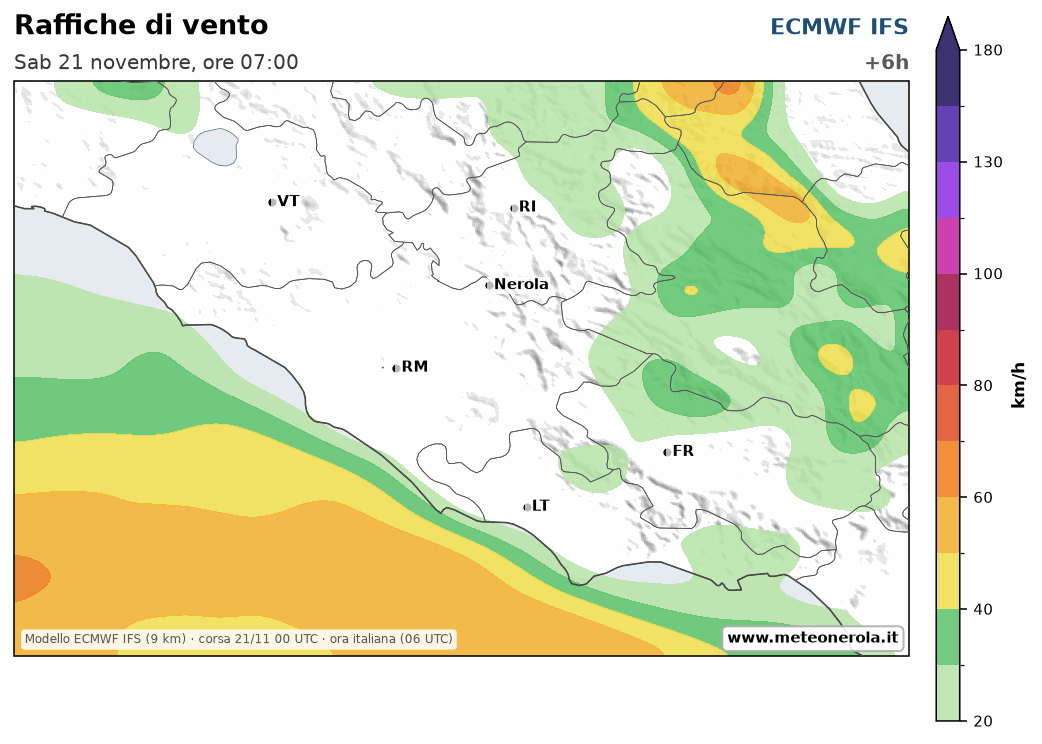 Raffiche di vento
ECMWF IFS
Sab 21 novembre, ore 07:00
+6h
VT
RI
Nerola
RM
FR
LT
Modello ECMWF IFS (9 km) · corsa 21/11 00 UTC · ora italiana (06 UTC)
www.meteonerola.it
180
130
100
80
60
40
20
km/h